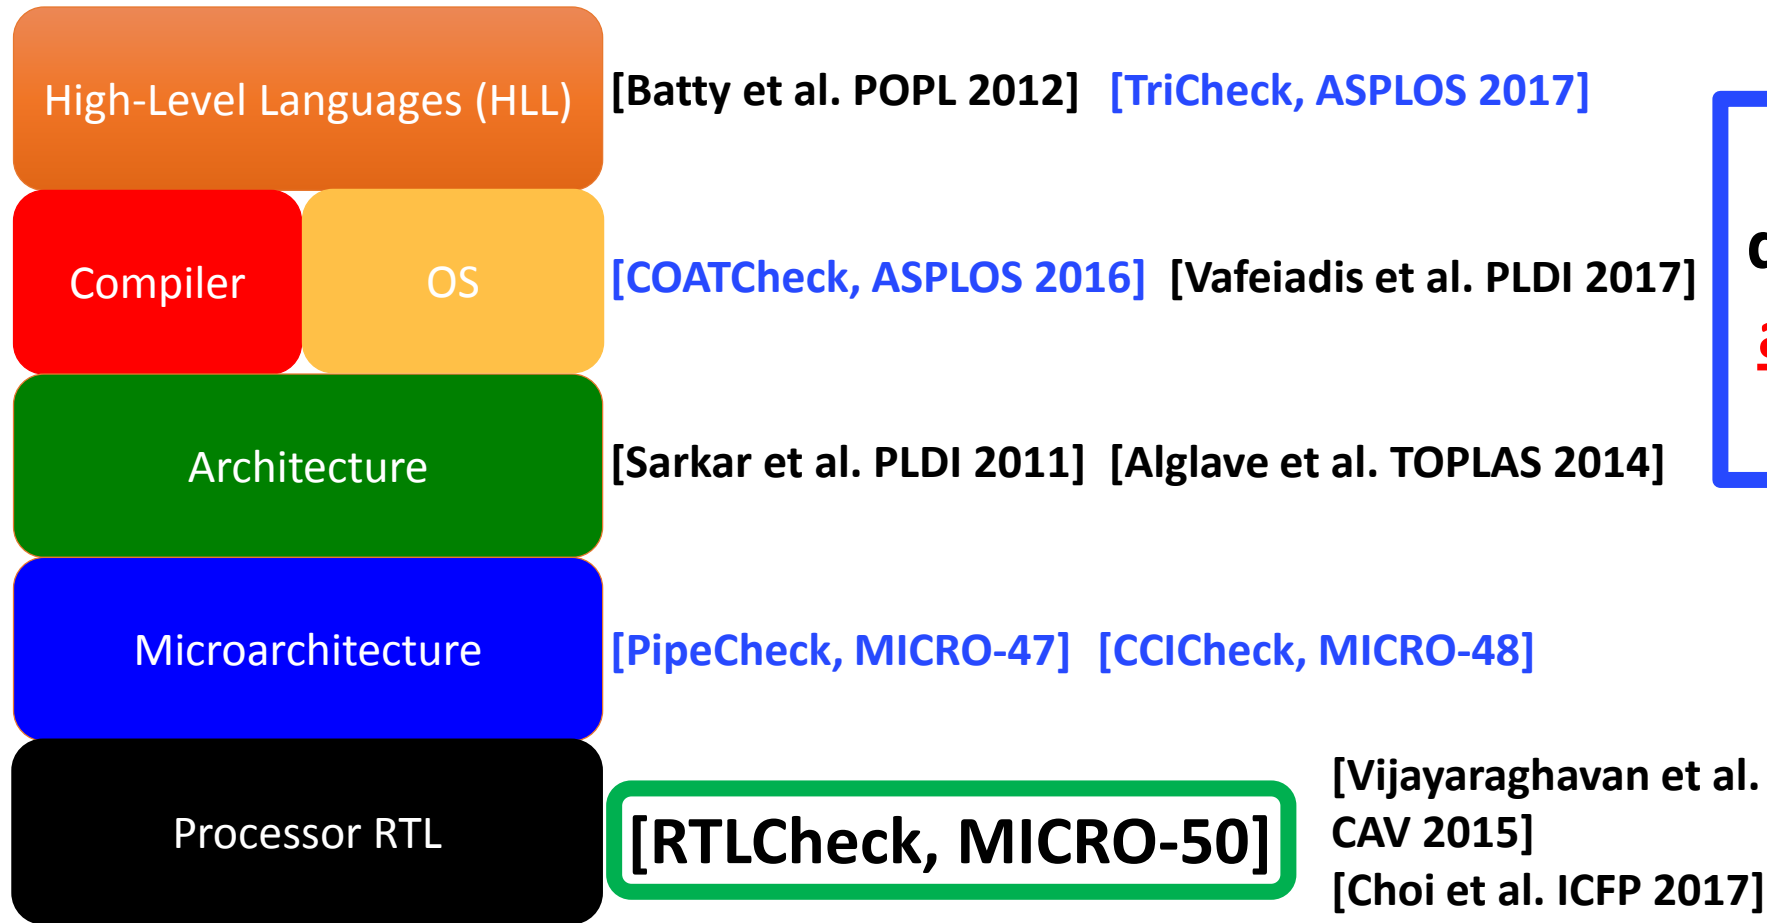 High-Level Languages (HLL) [Batty et al. POPL 2012] [TriCheck, ASPLOS 2017]
Compiler OS [COATCheck, ASPLOS 2016] [Vafeiadis et al. PLDI 2017]
Architecture [Sarkar et al. PLDI 2011] [Alglave et al. TOPLAS 2014]
Microarchitecture [PipeCheck, MICRO-47] [CCICheck, MICRO-48]
Processor RTL [RTLCheck, MICRO-50]
[Vijayaraghavan et al.
CAV 2015]
[Choi et al. ICFP 2017]